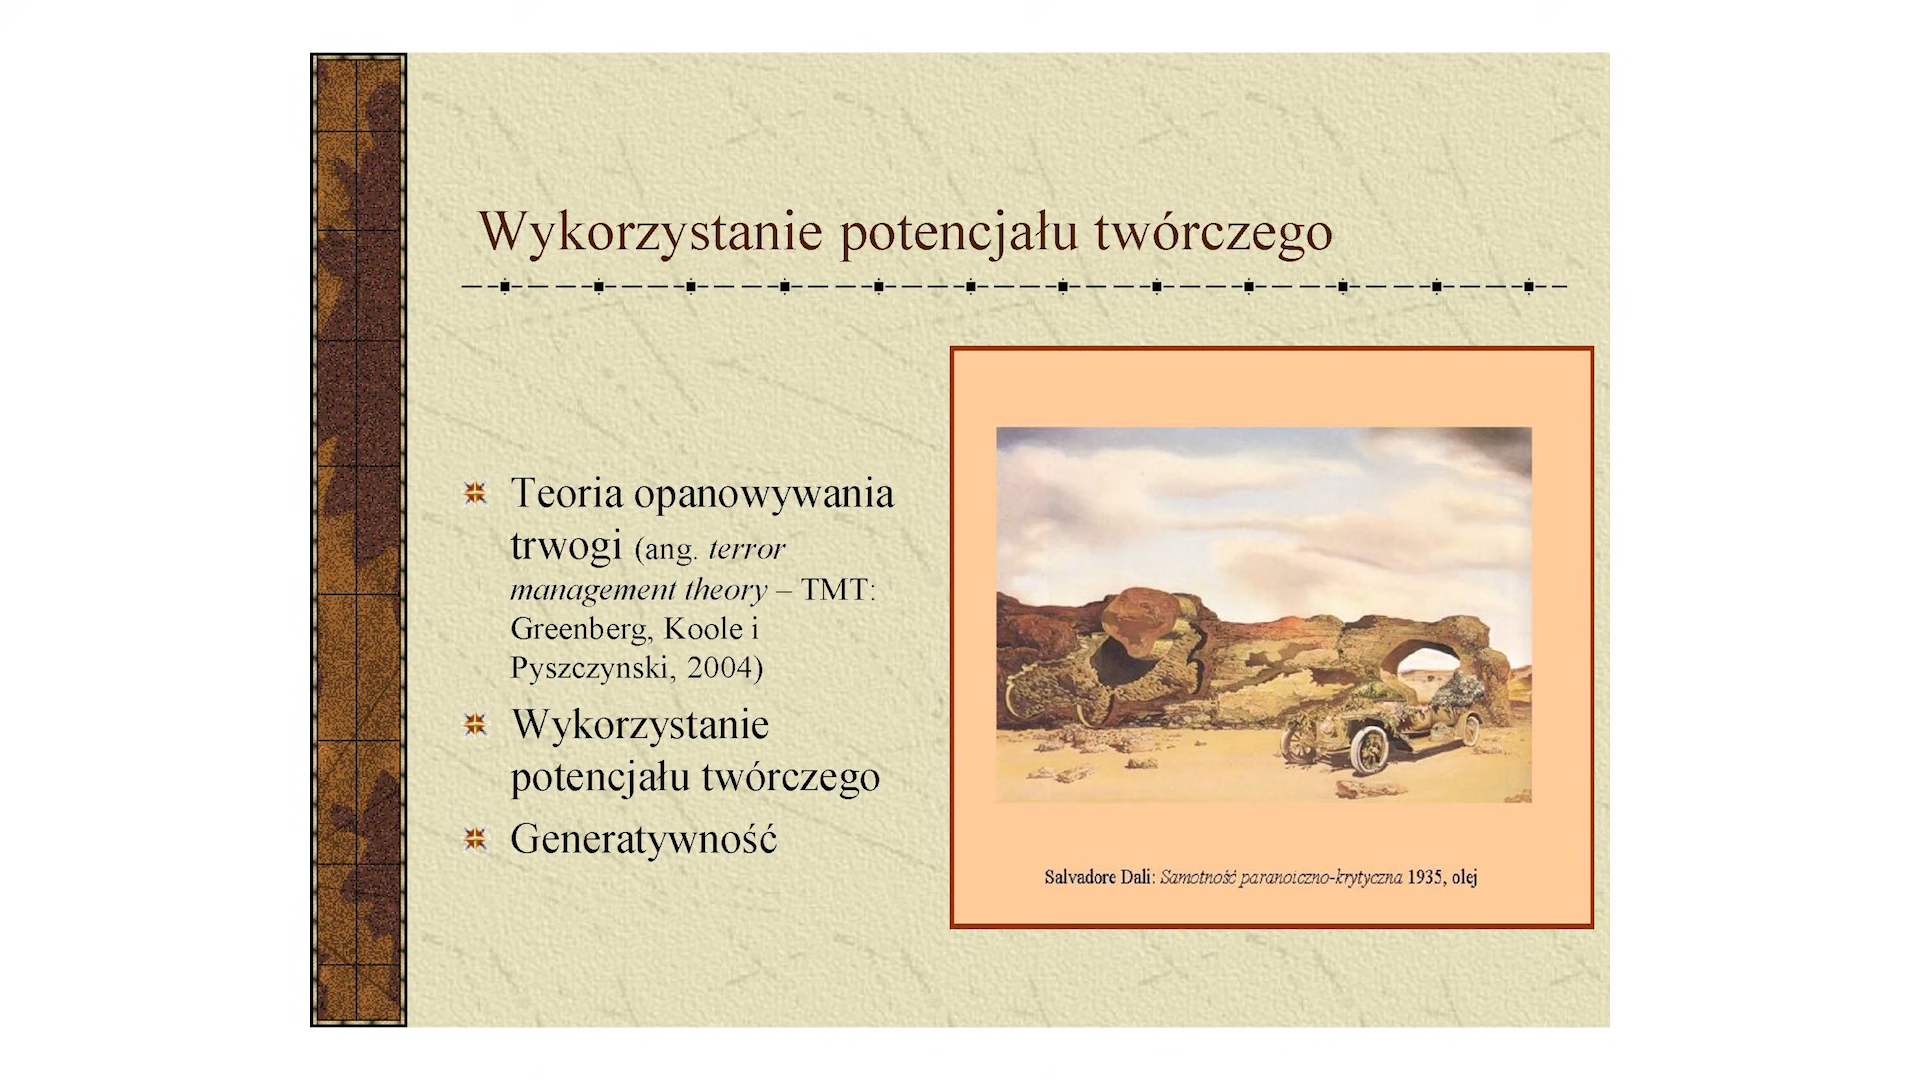 Wykorzystanie potencjału twórczego
Teoria opanowywania
trwogi (ang. terror
management theory – TMT:
Greenberg, Koole i
Pyszczynski, 2004)
Wykorzystanie
potencjału twórczego
Generatywność
Salvadore Dali: Samotność paranoiczno-krytyczna 1935, olej